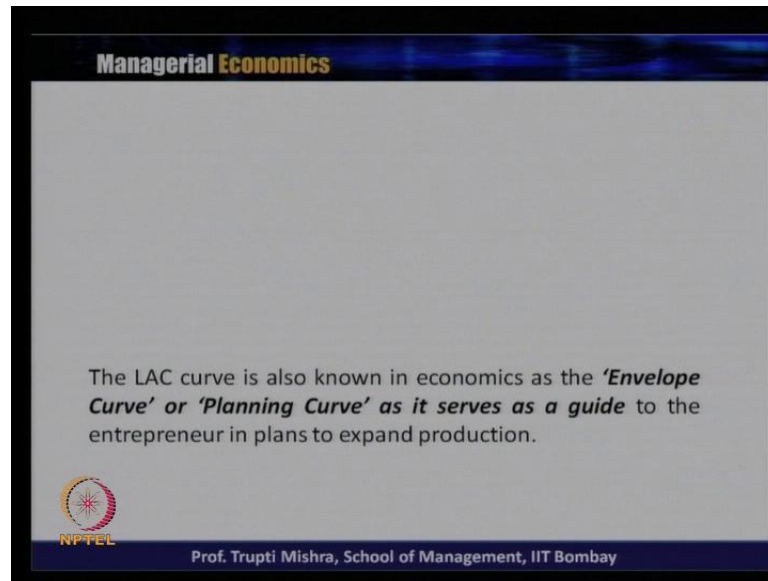 Managerial Economics
The LAC curve is also known in economics as the ‘Envelope
Curve’ or ‘Planning Curve’ as it serves as a guide to the
entrepreneur in plans to expand production.
NPTEL
Prof. Trupti Mishra, School of Management, IIT Bombay